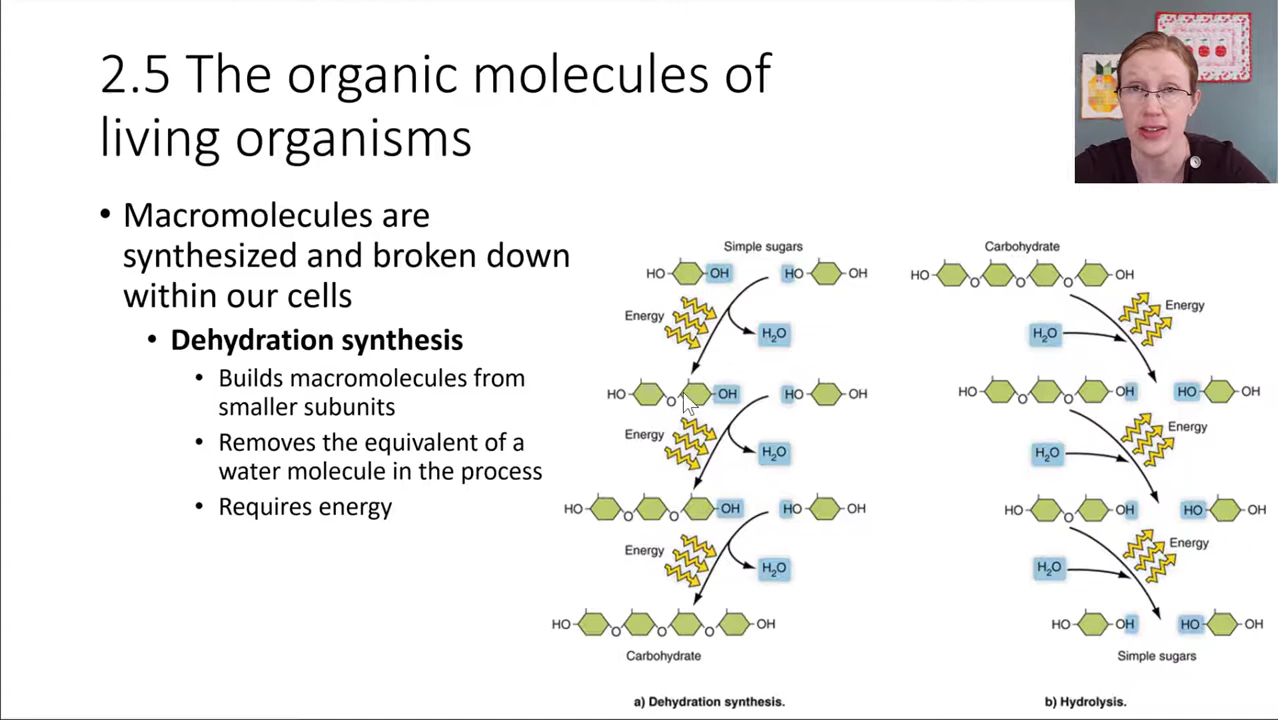 2.5 The organic molecules of
living organisms
• Macromolecules are
synthesized and broken down
within our cells
• Dehydration synthesis
• Builds macromolecules from
smaller subunits
• Removes the equivalent of a
water molecule in the process
• Requires energy
Simple sugars
HO OH HO OH
Energy
H₂O
HO O OH HO OH
Energy
H₂O
HO O O OH HO OH
Energy
H₂O
HO O O O OH
Carbohydrate
a) Dehydration synthesis.
Carbohydrate
HO O O O OH
Energy
H₂O
HO O O OH HO OH
Energy
H₂O
HO O OH HO OH
Energy
H₂O
HO OH HO OH
Simple sugars
b) Hydrolysis.